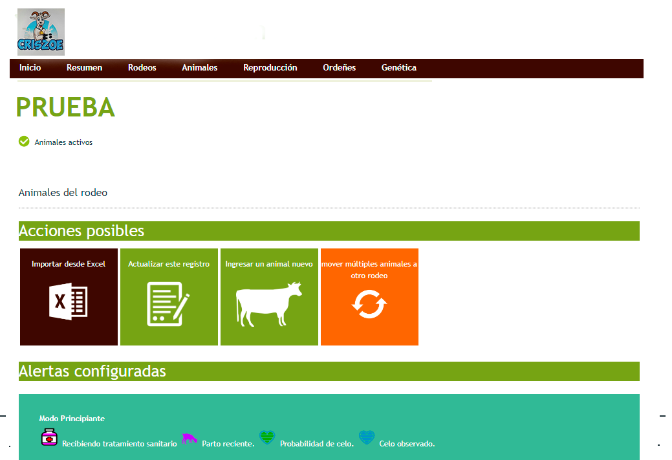 CRISZOE
Inicio Resumen Rodeos Animales Reproducción Ordeñes Genética
PRUEBA
Animales activos
Animales del rodeo
Acciones posibles
Importar desde Excel
Actualizar este registro
Ingresar un animal nuevo
mover múltiples animales a
otro rodeo
X
Alertas configuradas
Modo Principiante
Recibiendo tratamiento sanitario Parto reciente. Probabilidad de celo. Celo observado.